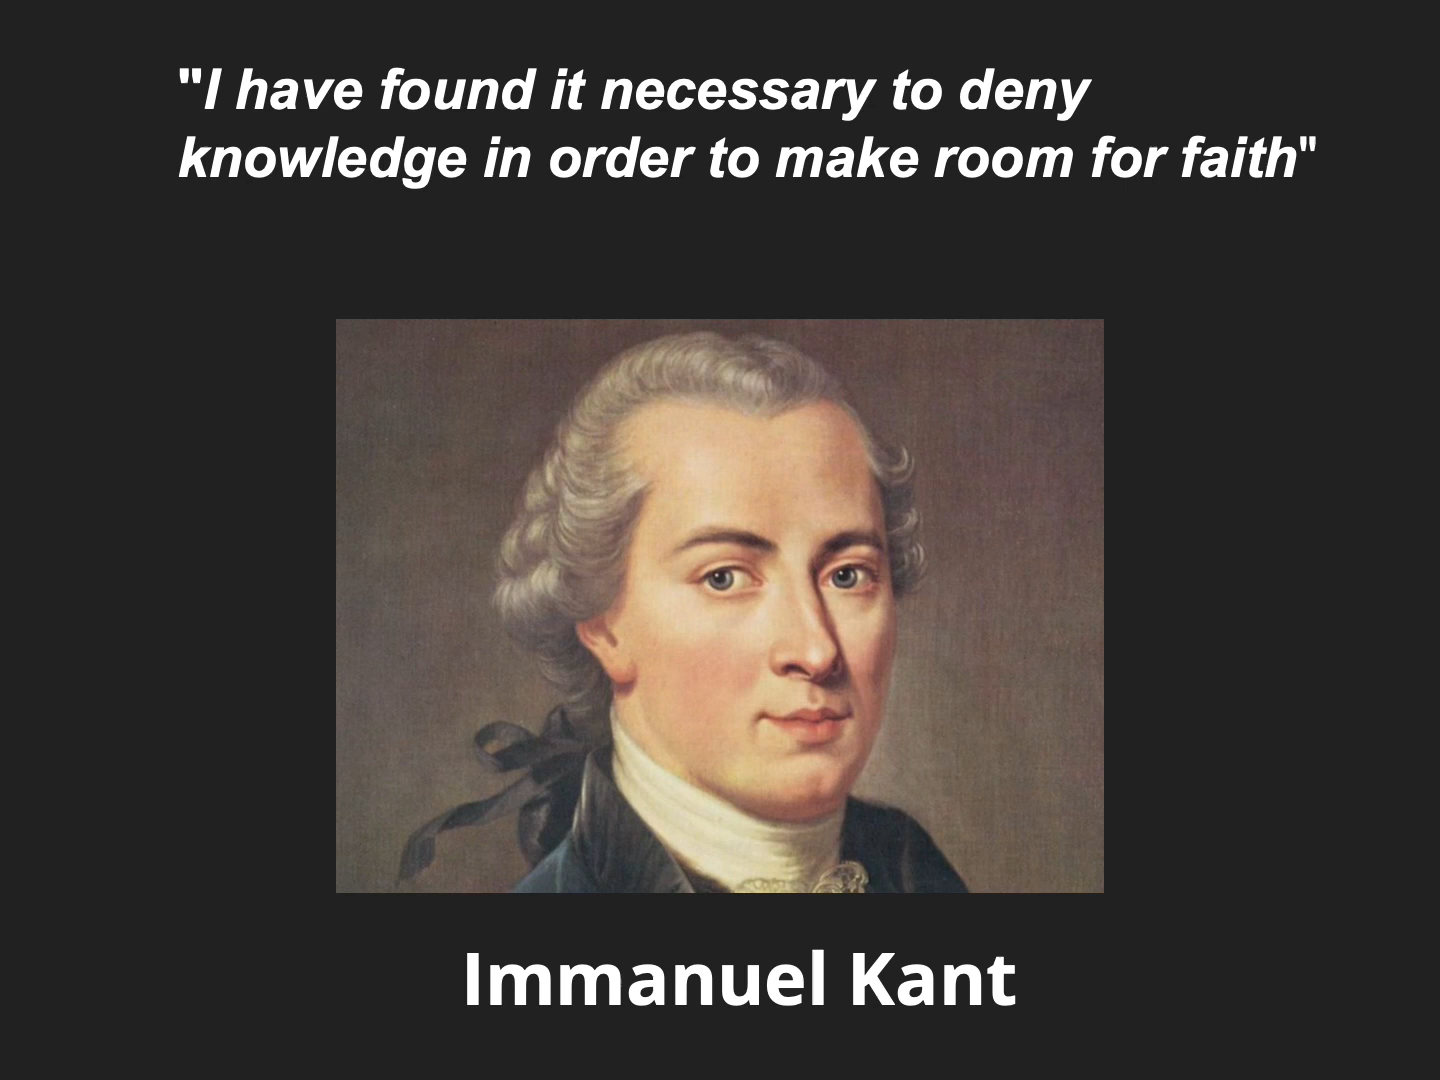 "I have found it necessary to deny
knowledge in order to make room for faith"
Immanuel Kant